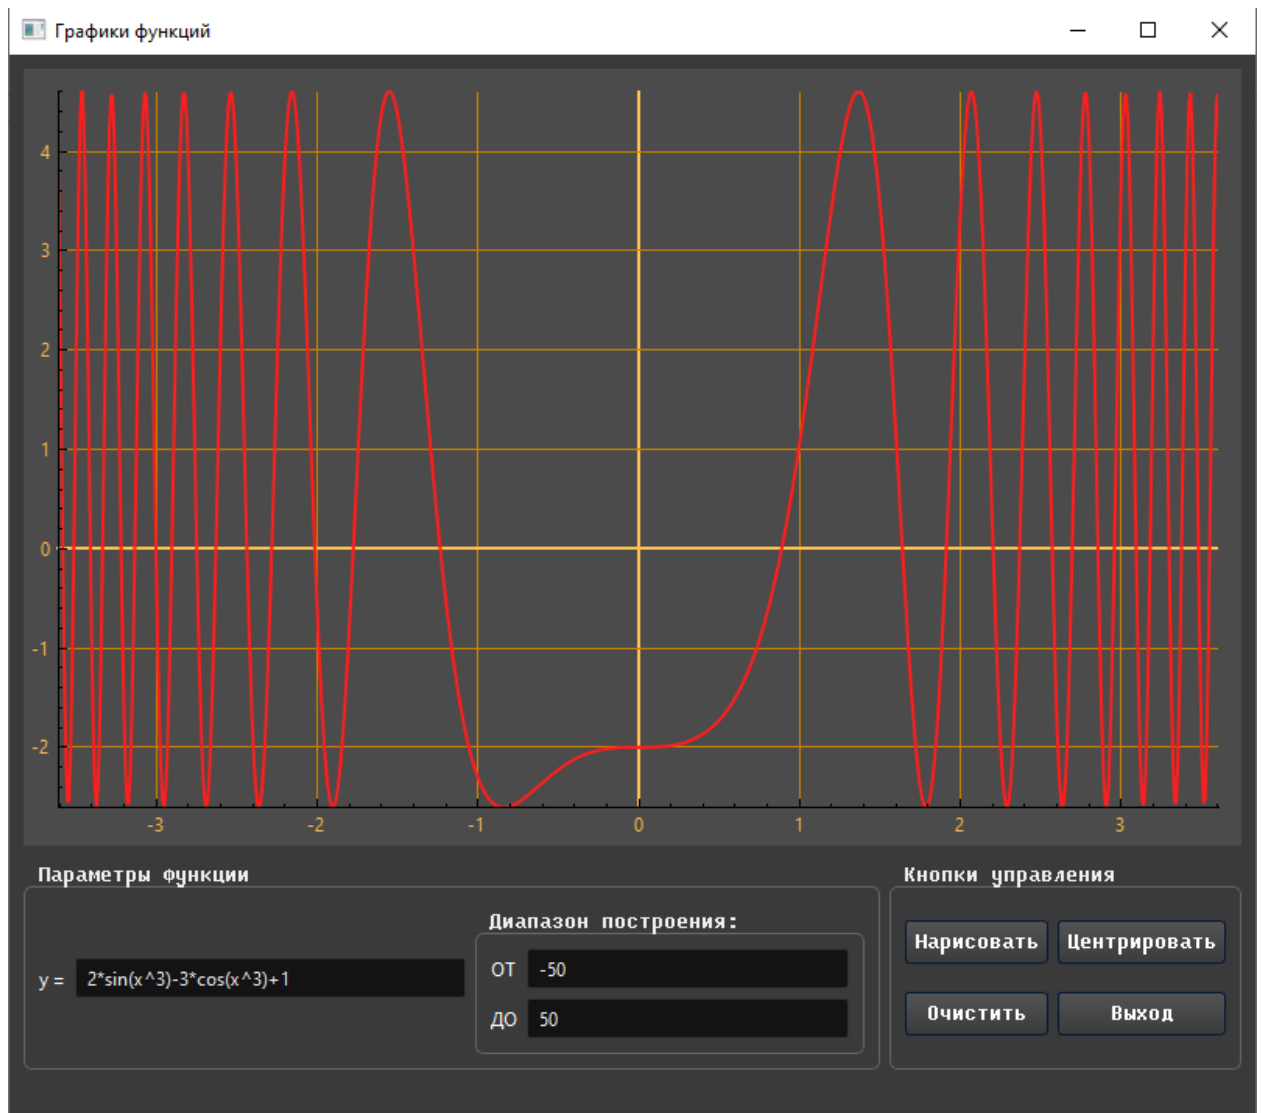 Графики функций
4
3
2
1
0
-1
-2
-3 -2 -1 0 1 2 3
Параметры функции
Кнопки управления
Диапазон построения:
y = 2*sin(x^3)-3*cos(x^3)+1
ОТ -50
ДО 50
Нарисовать Центрировать
Очистить Выход